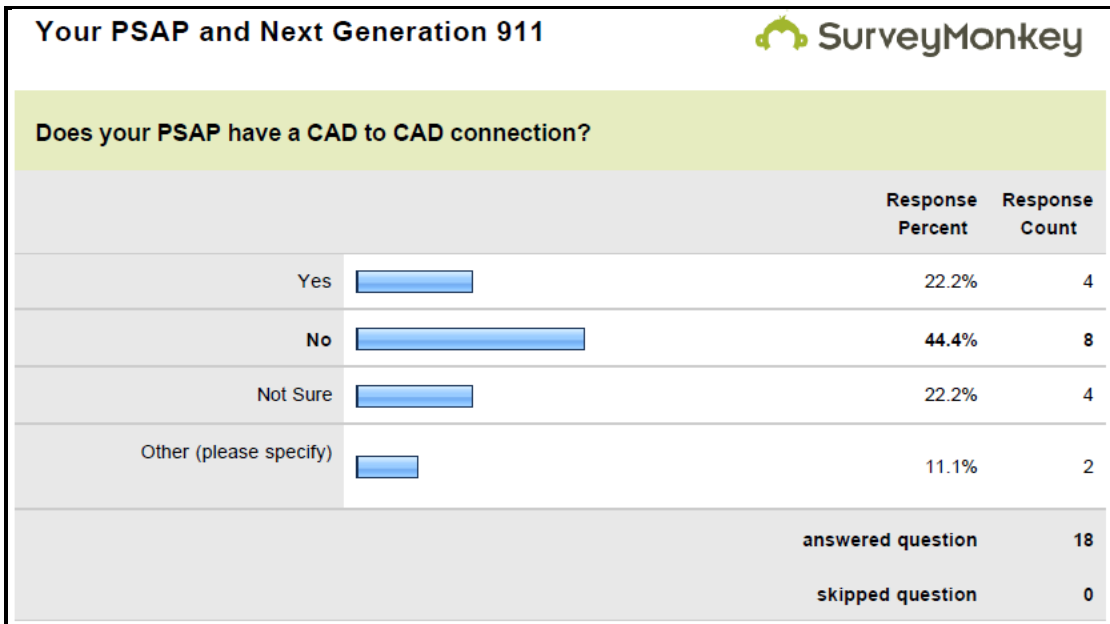 Your PSAP and Next Generation 911
SurveyMonkey
Does your PSAP have a CAD to CAD connection?
Response Percent Response Count
Yes 22.2% 4
No 44.4% 8
Not Sure 22.2% 4
Other (please specify) 11.1% 2
answered question 18
skipped question 0